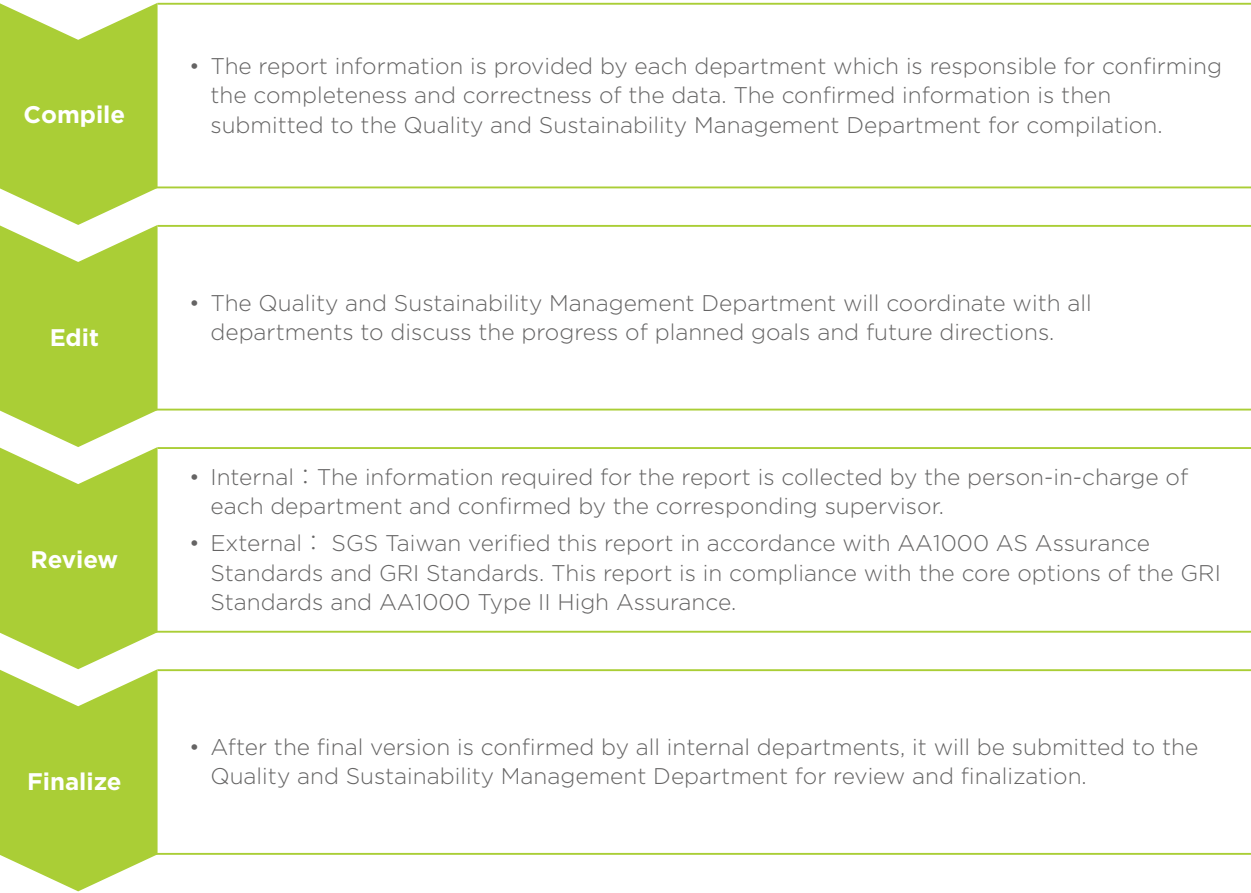 Compile
• The report information is provided by each department which is responsible for confirming
the completeness and correctness of the data. The confirmed information is then
submitted to the Quality and Sustainability Management Department for compilation.
Edit
• The Quality and Sustainability Management Department will coordinate with all
departments to discuss the progress of planned goals and future directions.
Review
• Internal：The information required for the report is collected by the person-in-charge of
each department and confirmed by the corresponding supervisor.
• External： SGS Taiwan verified this report in accordance with AA1000 AS Assurance
Standards and GRI Standards. This report is in compliance with the core options of the GRI
Standards and AA1000 Type II High Assurance.
Finalize
• After the final version is confirmed by all internal departments, it will be submitted to the
Quality and Sustainability Management Department for review and finalization.